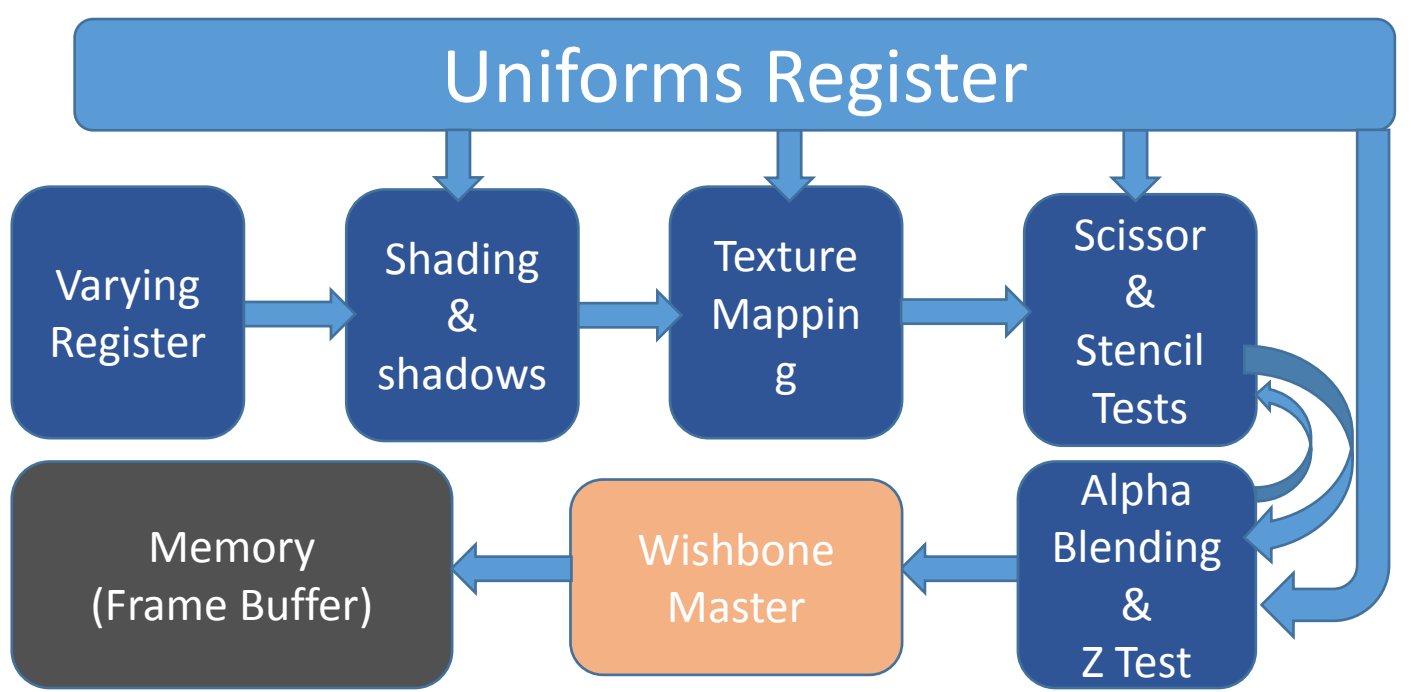 Uniforms Register
Varying
Register
Shading
&
shadows
Texture
Mappin
g
Scissor
&
Stencil
Tests
Memory
(Frame Buffer)
Wishbone
Master
Alpha
Blending
&
Z Test